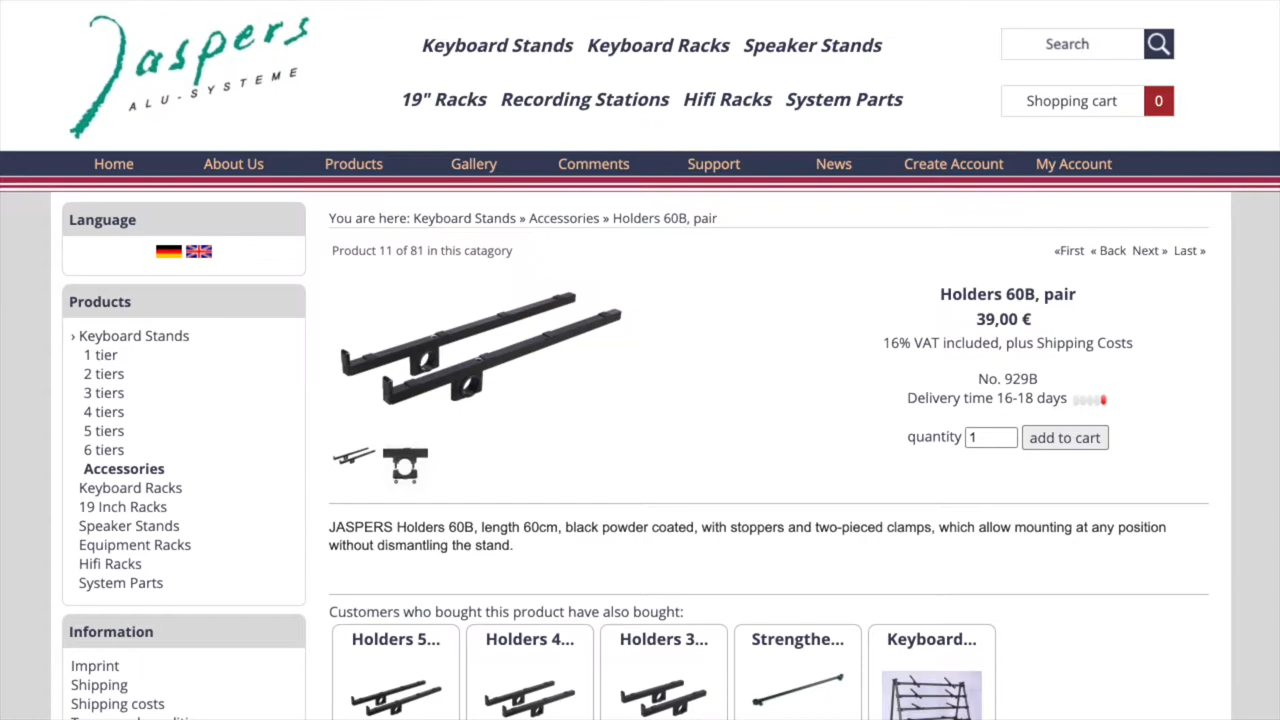 Jaspers
ALU-SYSTEME
Keyboard Stands Keyboard Racks Speaker Stands
19" Racks Recording Stations Hifi Racks System Parts
Search
Shopping cart 0
Home About Us Products Gallery Comments Support News Create Account My Account
Language
Products
› Keyboard Stands
1 tier
2 tiers
3 tiers
4 tiers
5 tiers
6 tiers
Accessories
Keyboard Racks
19 Inch Racks
Speaker Stands
Equipment Racks
Hifi Racks
System Parts
Information
Imprint
Shipping
Shipping costs
You are here: Keyboard Stands » Accessories » Holders 60B, pair
Product 11 of 81 in this catagory
«First « Back Next » Last »
Holders 60B, pair
39,00 €
16% VAT included, plus Shipping Costs
No. 929B
Delivery time 16-18 days
quantity 1 add to cart
JASPERS Holders 60B, length 60cm, black powder coated, with stoppers and two-pieced clamps, which allow mounting at any position
without dismantling the stand.
Customers who bought this product have also bought:
Holders 5... Holders 4... Holders 3... Strengthe... Keyboard...